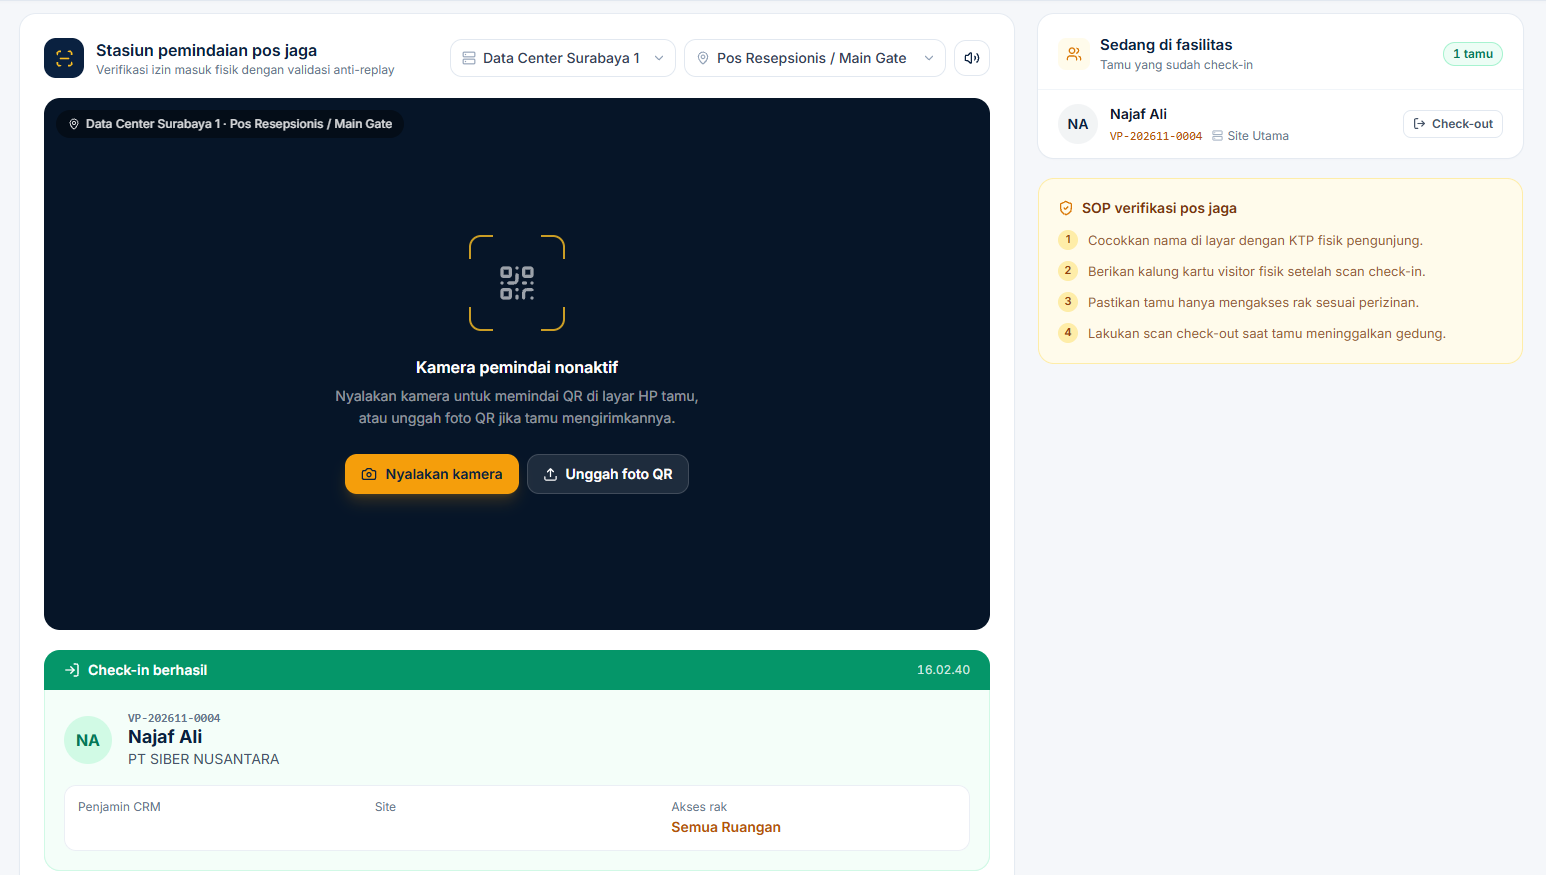 Stasiun pemindaian pos jaga
Verifikasi izin masuk fisik dengan validasi anti-replay
Data Center Surabaya 1
Pos Resepsionis / Main Gate
Data Center Surabaya 1 · Pos Resepsionis / Main Gate
Kamera pemindai nonaktif
Nyalakan kamera untuk memindai QR di layar HP tamu,
atau unggah foto QR jika tamu mengirimkannya.
Nyalakan kamera
Unggah foto QR
Check-in berhasil
16.02.40
NA
VP-202611-0004
Najaf Ali
PT SIBER NUSANTARA
Penjamin CRM
Site
Akses rak
Semua Ruangan
Sedang di fasilitas
Tamu yang sudah check-in
1 tamu
NA
Najaf Ali
VP-202611-0004
Site Utama
Check-out
SOP verifikasi pos jaga
1 Cocokkan nama di layar dengan KTP fisik pengunjung.
2 Berikan kalung kartu visitor fisik setelah scan check-in.
3 Pastikan tamu hanya mengakses rak sesuai perizinan.
4 Lakukan scan check-out saat tamu meninggalkan gedung.